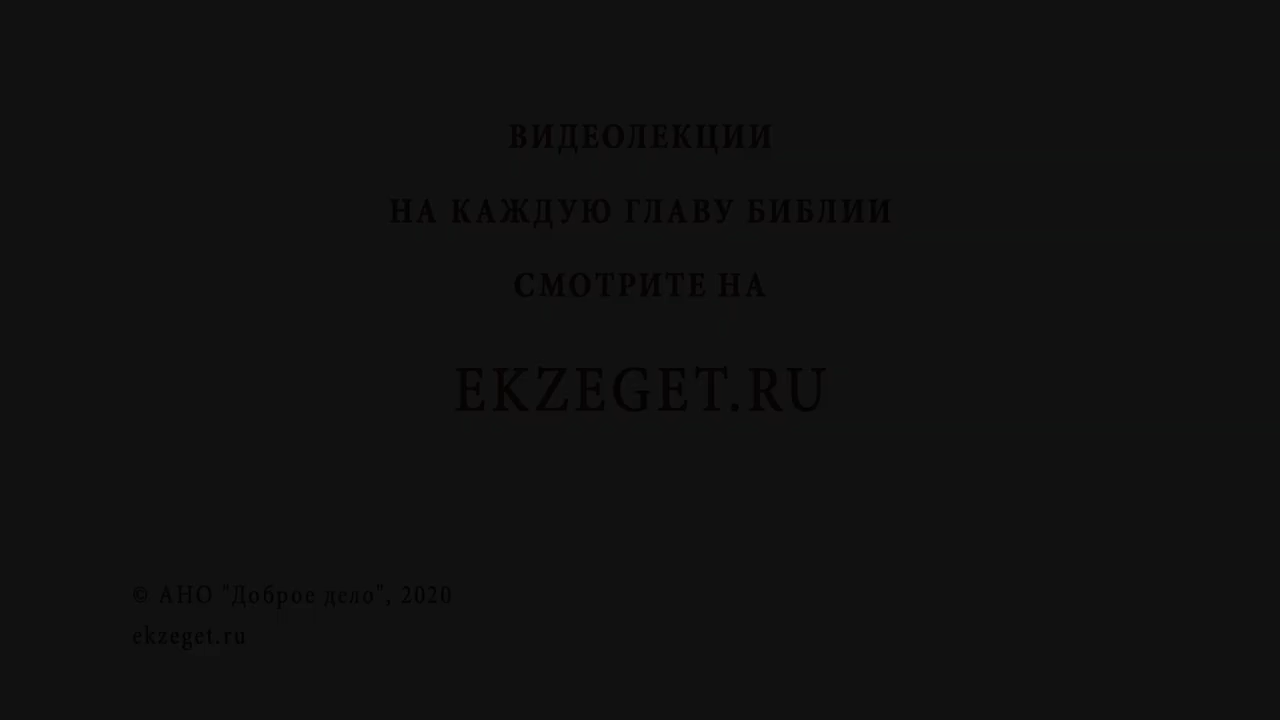 ВИДЕОЛЕКЦИИ
НА КАЖДУЮ ГЛАВУ БИБЛИИ
СМОТРИТЕ НА
EKZEGET.RU
© АНО "Доброе дело", 2020
ekzeget.ru